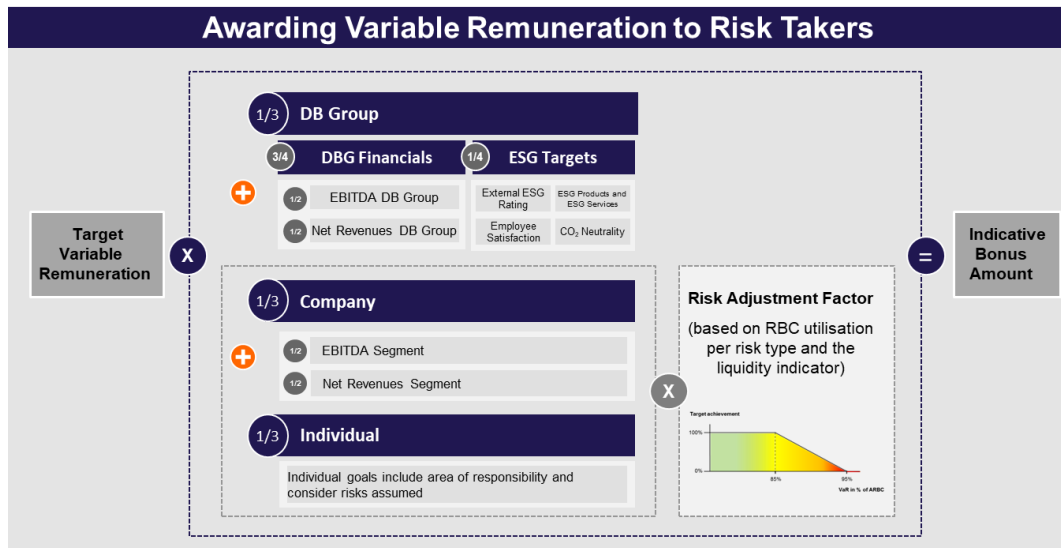 Awarding Variable Remuneration to Risk Takers
1/3 DB Group
3/4 DBG Financials
1/4 ESG Targets
1/2 EBITDA DB Group
1/2 Net Revenues DB Group
External ESG
Rating
ESG Products and
ESG Services
Employee
Satisfaction
CO₂ Neutrality
Target
Variable
Remuneration
X
=
Indicative
Bonus
Amount
1/3 Company
1/2 EBITDA Segment
1/2 Net Revenues Segment
1/3 Individual
Individual goals include area of responsibility and
consider risks assumed
X
Risk Adjustment Factor
(based on RBC utilisation
per risk type and the
liquidity indicator)
Target achievement
100%
0%
85%
95%
VaR in % of ARBC